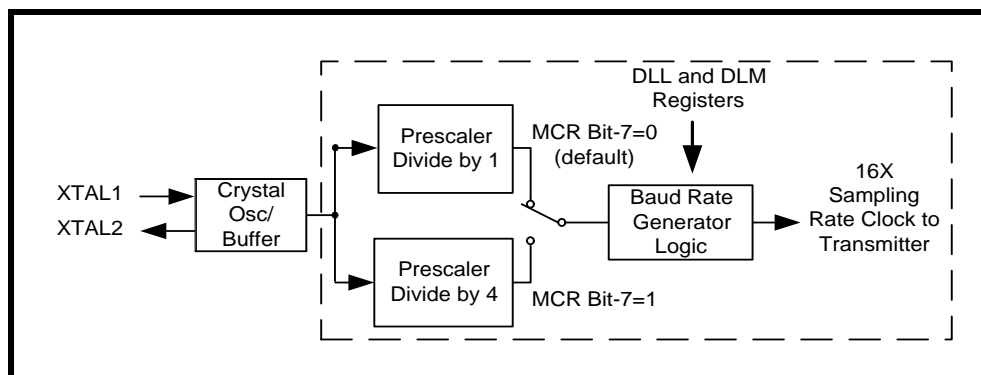 DLL and DLM
Registers
Prescaler
Divide by 1
MCR Bit-7=0
(default)
XTAL1
XTAL2
Crystal
Osc/
Buffer
Baud Rate
Generator
Logic
16X
Sampling
Rate Clock to
Transmitter
Prescaler
Divide by 4
MCR Bit-7=1